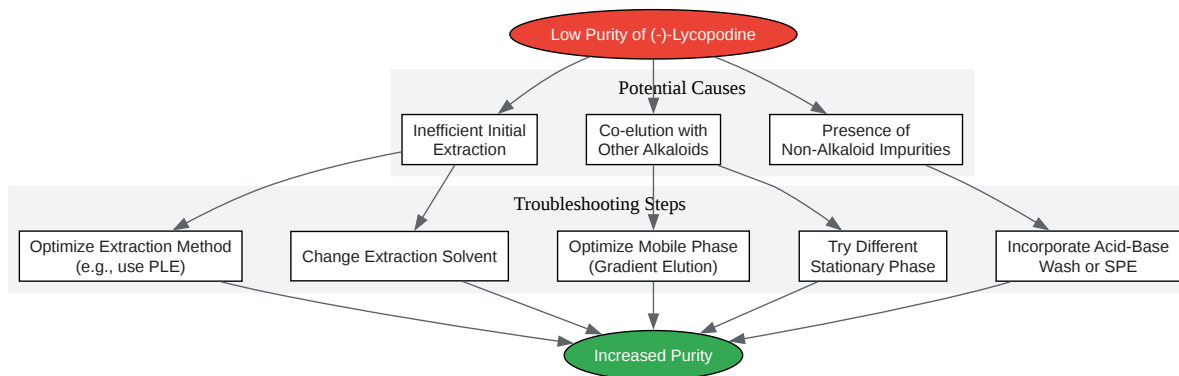 Low Purity of (-)-Lycopodine
Potential Causes
Inefficient Initial
Extraction
Co-elution with
Other Alkaloids
Presence of
Non-Alkaloid Impurities
Troubleshooting Steps
Optimize Extraction Method
(e.g., use PLE)
Change Extraction Solvent
Optimize Mobile Phase
(Gradient Elution)
Try Different
Stationary Phase
Incorporate Acid-Base
Wash or SPE
Increased Purity